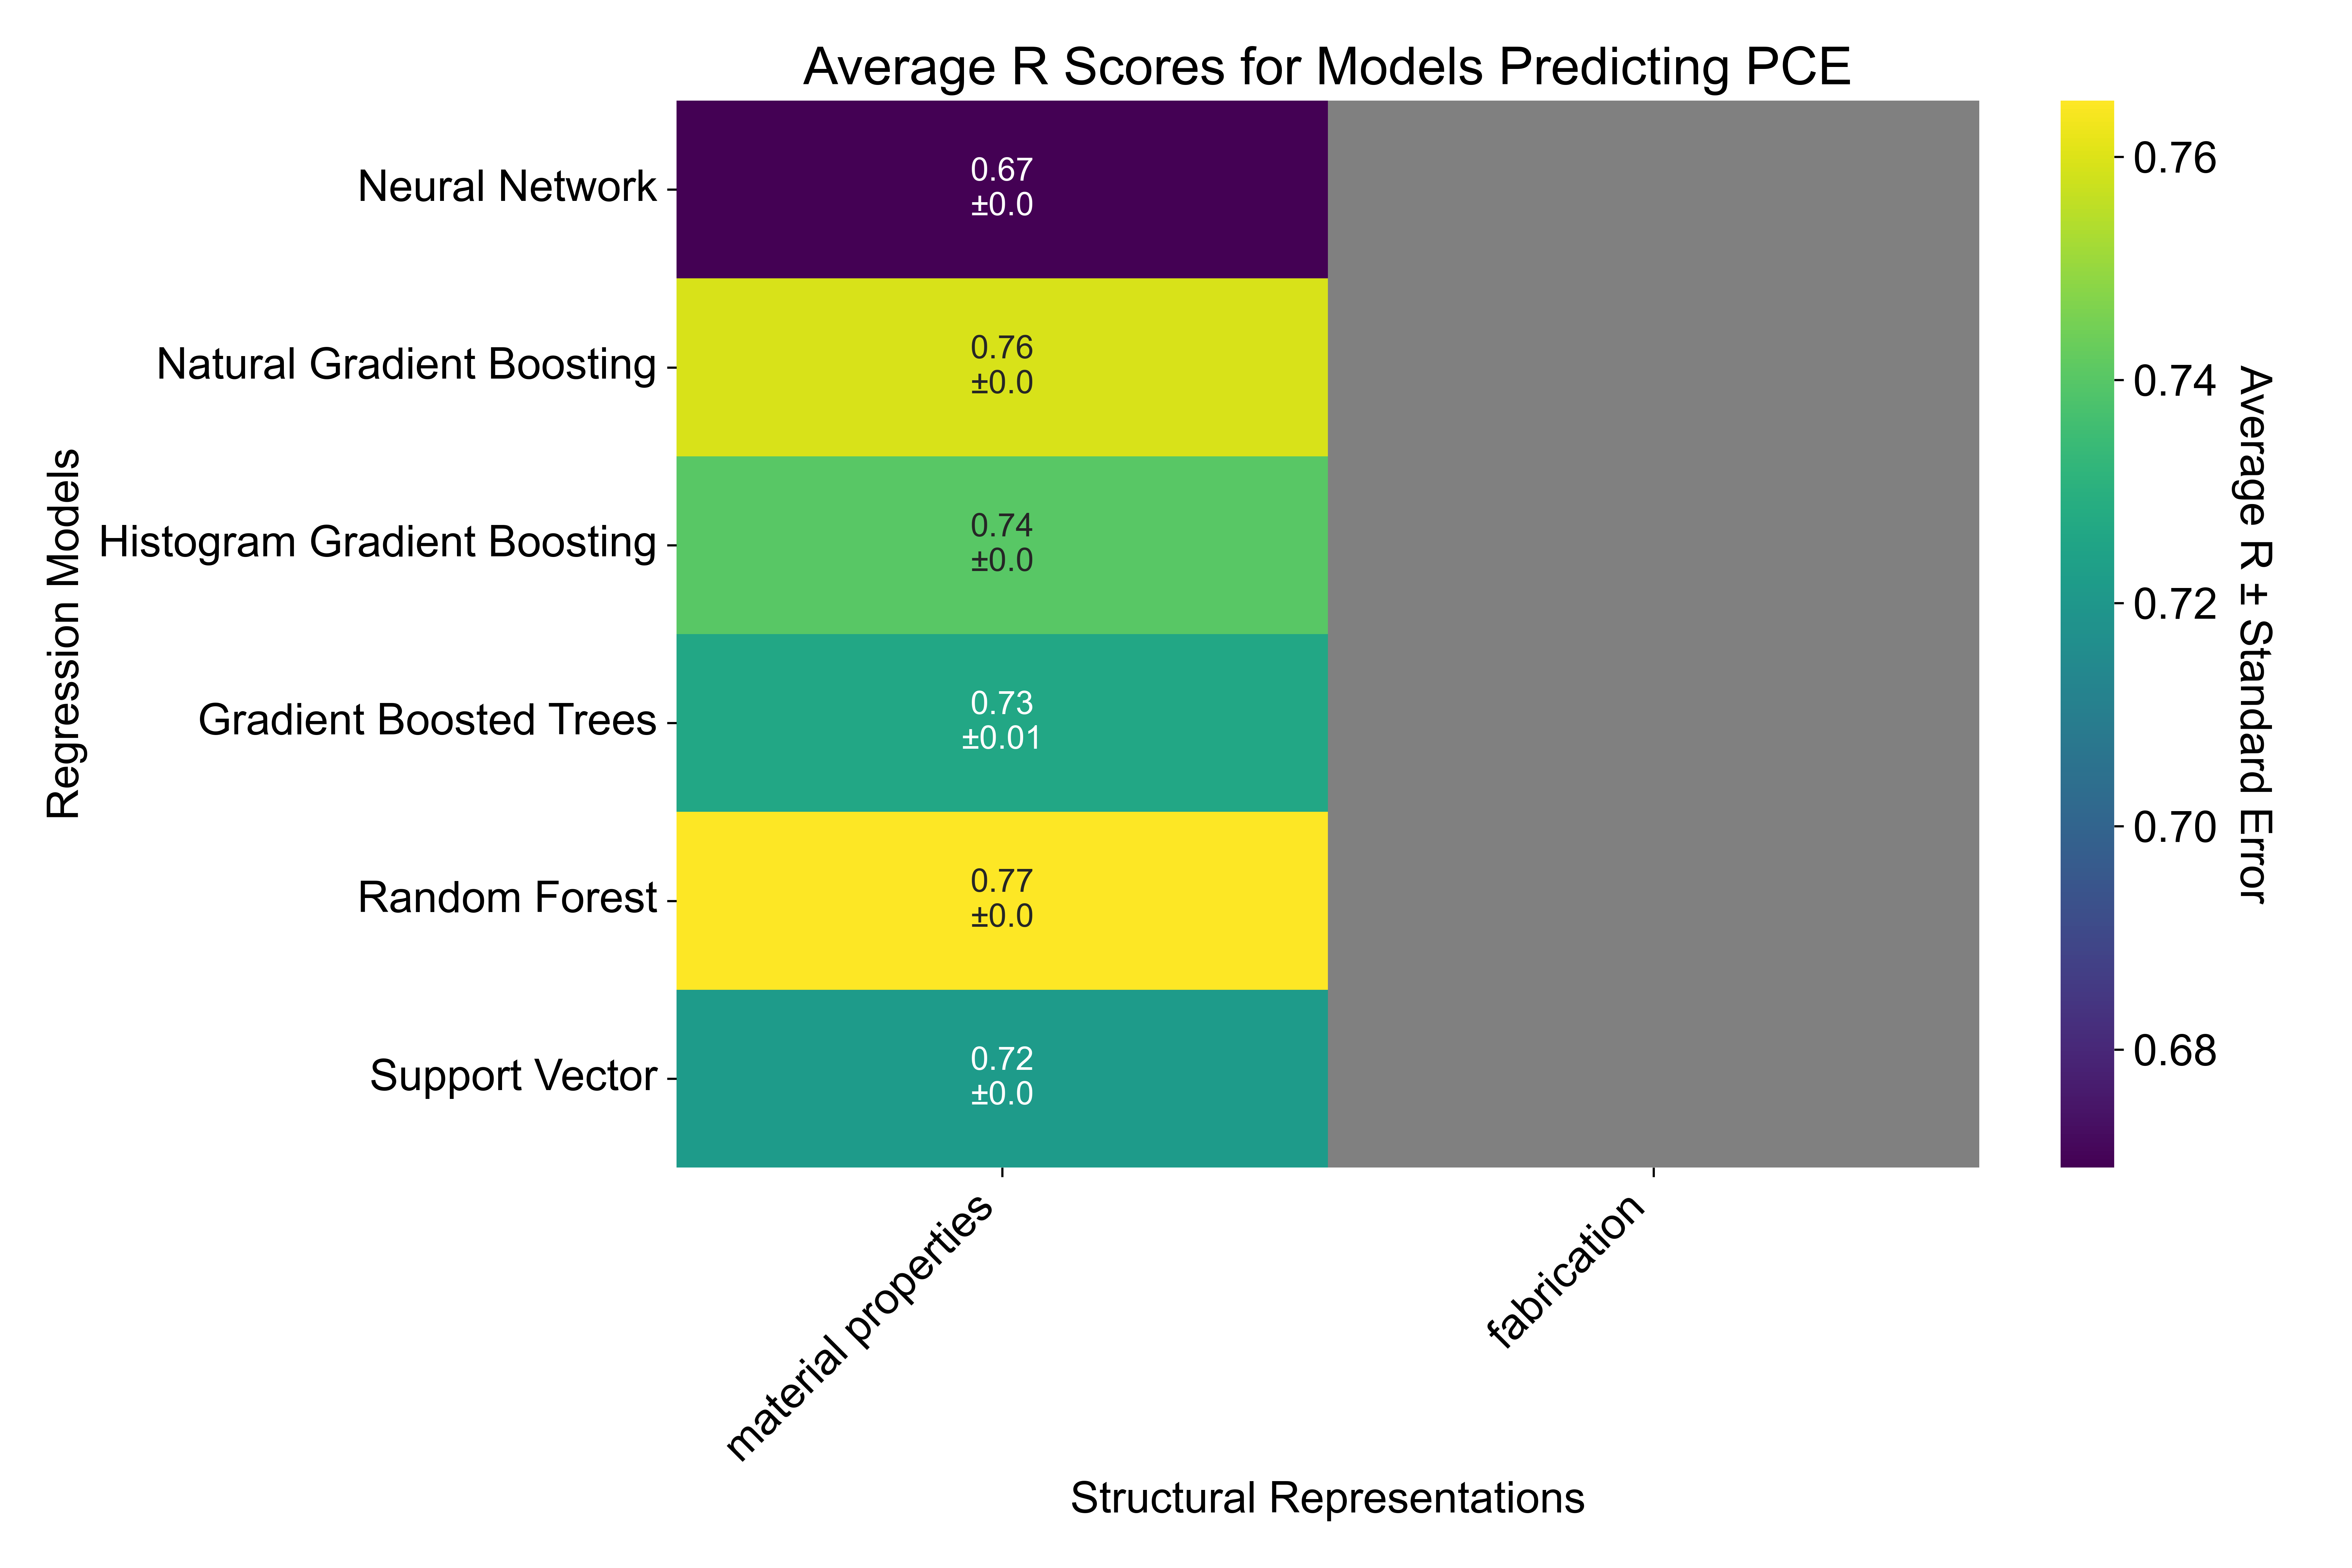 Average R Scores for Models Predicting PCE
Regression Models
Neural Network
0.67
±0.0
Natural Gradient Boosting
0.76
±0.0
Histogram Gradient Boosting
0.74
±0.0
Gradient Boosted Trees
0.73
±0.01
Random Forest
0.77
±0.0
Support Vector
0.72
±0.0
material properties
fabrication
Structural Representations
0.76
0.74
0.72
0.70
0.68
Average R ± Standard Error